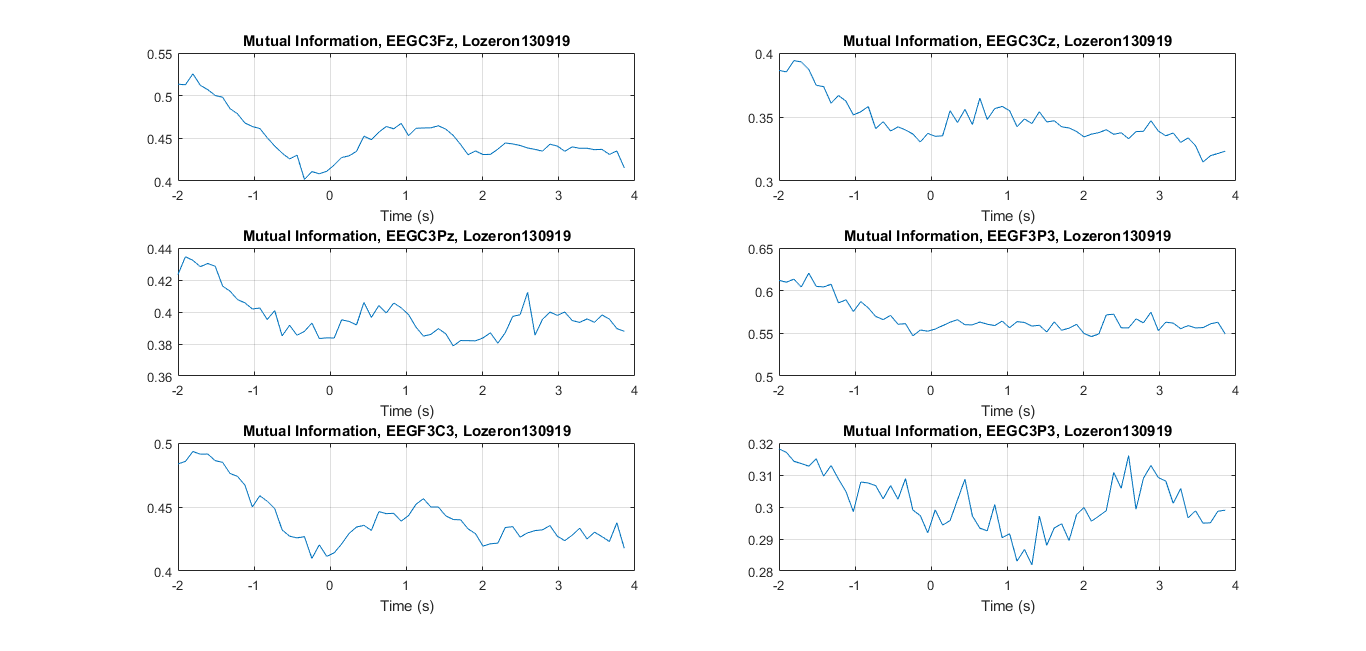 Mutual Information, EEGC3Fz, Lozeron130919
0.55
0.5
0.45
0.4
-2 -1 0 1 2 3 4
Time (s)
Mutual Information, EEGC3Cz, Lozeron130919
0.4
0.35
0.3
-2 -1 0 1 2 3 4
Time (s)
Mutual Information, EEGC3Pz, Lozeron130919
0.44
0.42
0.4
0.38
0.36
-2 -1 0 1 2 3 4
Time (s)
Mutual Information, EEGF3P3, Lozeron130919
0.65
0.6
0.55
0.5
-2 -1 0 1 2 3 4
Time (s)
Mutual Information, EEGF3C3, Lozeron130919
0.5
0.45
0.4
-2 -1 0 1 2 3 4
Time (s)
Mutual Information, EEGC3P3, Lozeron130919
0.32
0.31
0.3
0.29
0.28
-2 -1 0 1 2 3 4
Time (s)